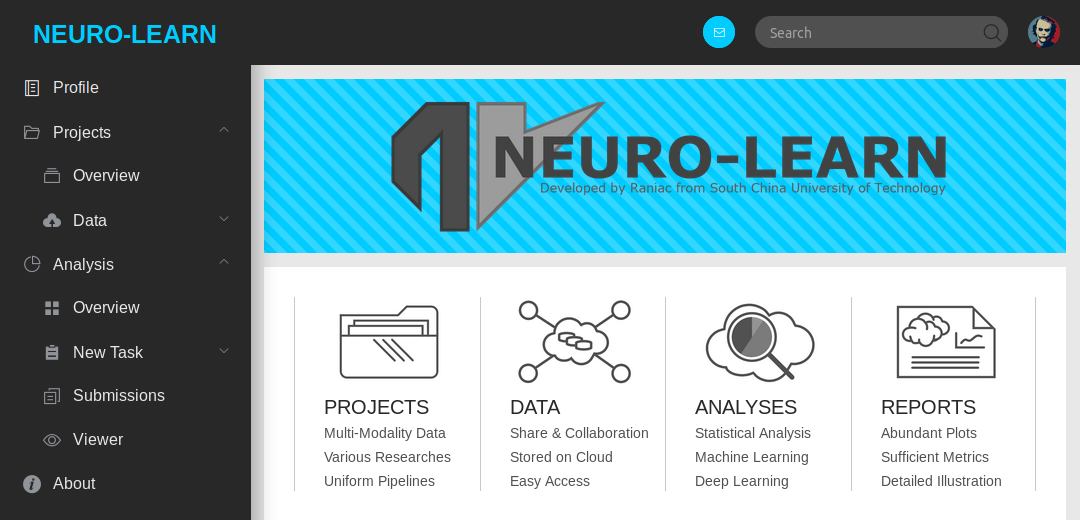 NEURO-LEARN
Search
Profile
Projects
Overview
Data
Analysis
Overview
New Task
Submissions
Viewer
About
NEURO-LEARN
Developed by Raniac from South China University of Technology
PROJECTS
Multi-Modality Data
Various Researches
Uniform Pipelines
DATA
Share & Collaboration
Stored on Cloud
Easy Access
ANALYSES
Statistical Analysis
Machine Learning
Deep Learning
REPORTS
Abundant Plots
Sufficient Metrics
Detailed Illustration